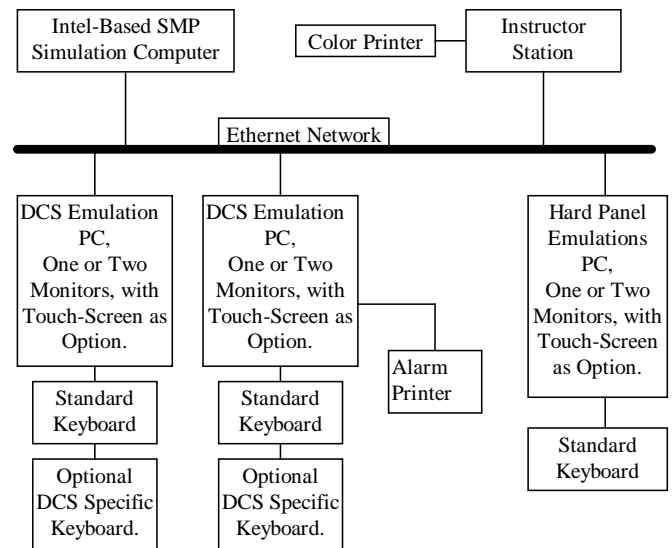 Intel-Based SMP
Simulation Computer
Color Printer
Instructor
Station
Ethernet Network
DCS Emulation
PC,
One or Two
Monitors, with
Touch-Screen as
Option.
DCS Emulation
PC,
One or Two
Monitors, with
Touch-Screen as
Option.
Hard Panel
Emulations
PC,
One or Two
Monitors, with
Touch-Screen
as Option.
Alarm
Printer
Standard
Keyboard
Standard
Keyboard
Standard
Keyboard
Optional
DCS Specific
Keyboard.
Optional
DCS Specific
Keyboard.